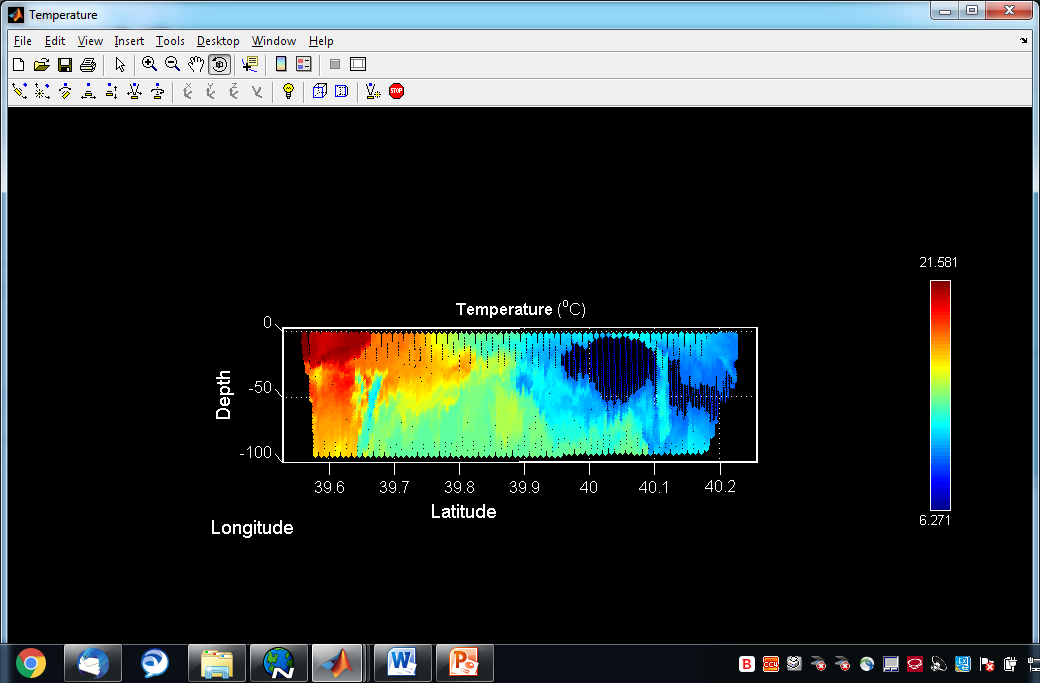 Temperature
File Edit View Insert Tools Desktop Window Help
STOP
21.581
Temperature (°C)
0
-50
-100
Depth
39.6 39.7 39.8 39.9 40 40.1 40.2
Latitude
Longitude
6.271
B